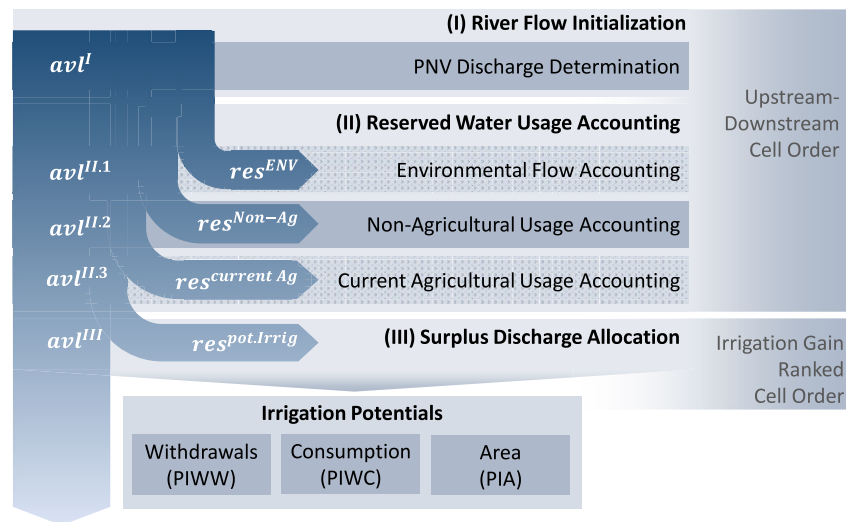 (I) River Flow Initialization
avl^I
PNV Discharge Determination
Upstream-
Downstream
Cell Order
(II) Reserved Water Usage Accounting
avl^II.1
res^ENV
Environmental Flow Accounting
avl^II.2
res^Non−Ag
Non-Agricultural Usage Accounting
avl^II.3
res^current Ag
Current Agricultural Usage Accounting
avl^III
res^pot.Irrig
(III) Surplus Discharge Allocation
Irrigation Gain
Ranked
Cell Order
Irrigation Potentials
Withdrawals
(PIWW)
Consumption
(PIWC)
Area
(PIA)